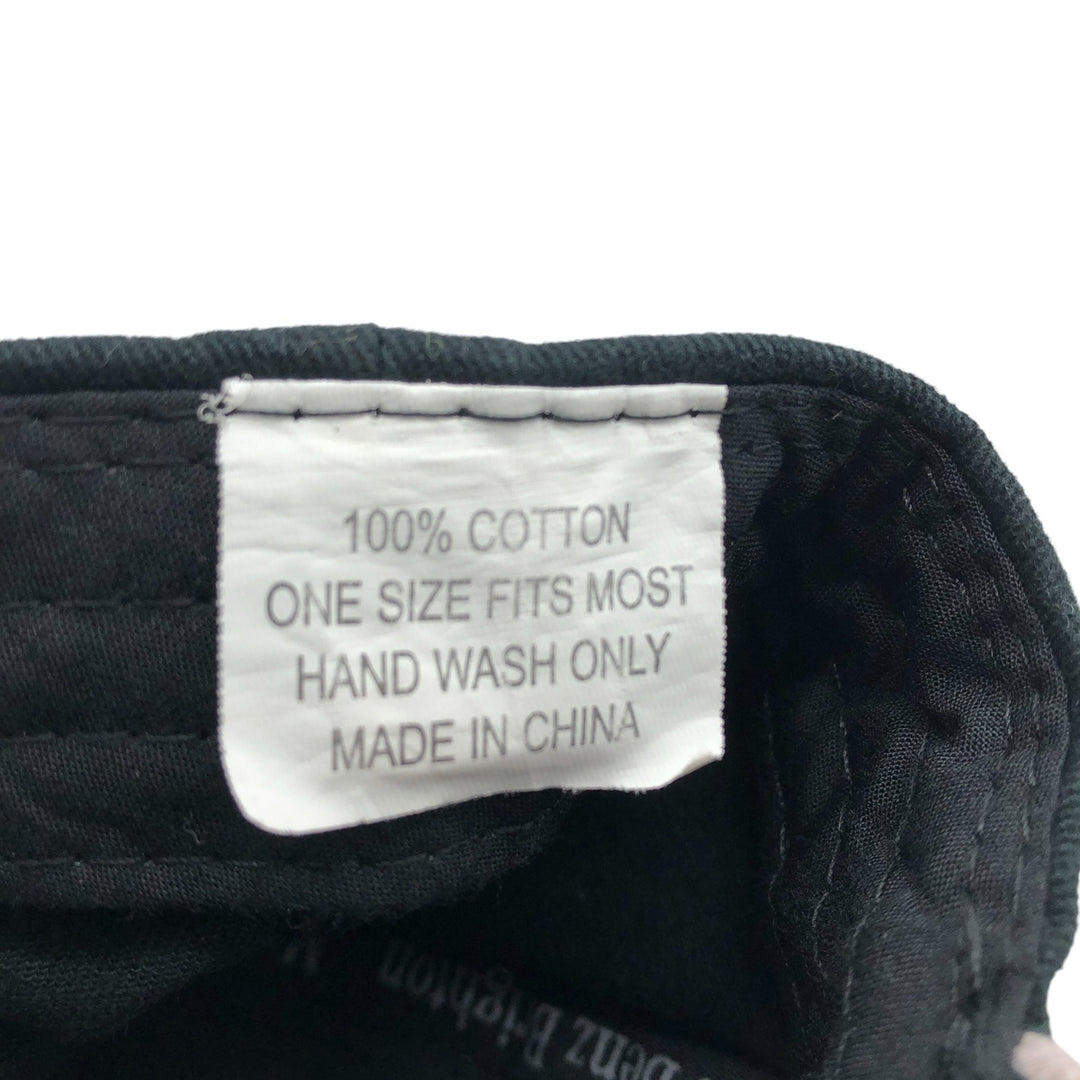 100% COTTON
ONE SIZE FITS MOST
HAND WASH ONLY
MADE IN CHINA
Brighton